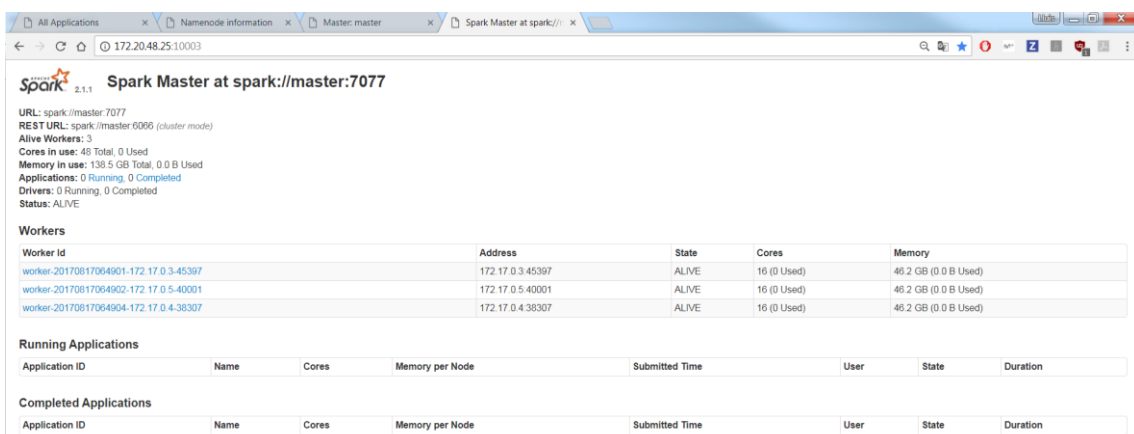 All Applications
Namenode information
Master: master
Spark Master at spark://
172.20.48.25:10003
APACHE
Spark 2.1.1 Spark Master at spark://master:7077
URL: spark://master:7077
REST URL: spark://master:6066 (cluster mode)
Alive Workers: 3
Cores in use: 48 Total, 0 Used
Memory in use: 138.5 GB Total, 0.0 B Used
Applications: 0 Running, 0 Completed
Drivers: 0 Running, 0 Completed
Status: ALIVE
Workers
Worker Id Address State Cores Memory
worker-20170817064901-172.17.0.3-45397 172.17.0.3:45397 ALIVE 16 (0 Used) 46.2 GB (0.0 B Used)
worker-20170817064902-172.17.0.5-40001 172.17.0.5:40001 ALIVE 16 (0 Used) 46.2 GB (0.0 B Used)
worker-20170817064904-172.17.0.4-38307 172.17.0.4:38307 ALIVE 16 (0 Used) 46.2 GB (0.0 B Used)
Running Applications
Application ID Name Cores Memory per Node Submitted Time User State Duration
Completed Applications
Application ID Name Cores Memory per Node Submitted Time User State Duration